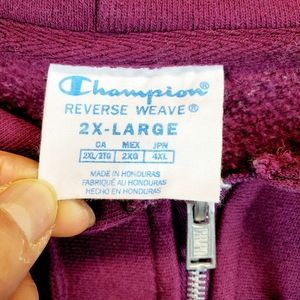 Champion®
REVERSE WEAVE®
2X-LARGE
CA MEX JPN
2XL/2TG 2XG 4XL
MADE IN HONDURAS
FABRIQUÉ AU HONDURAS
HECHO EN HONDURAS